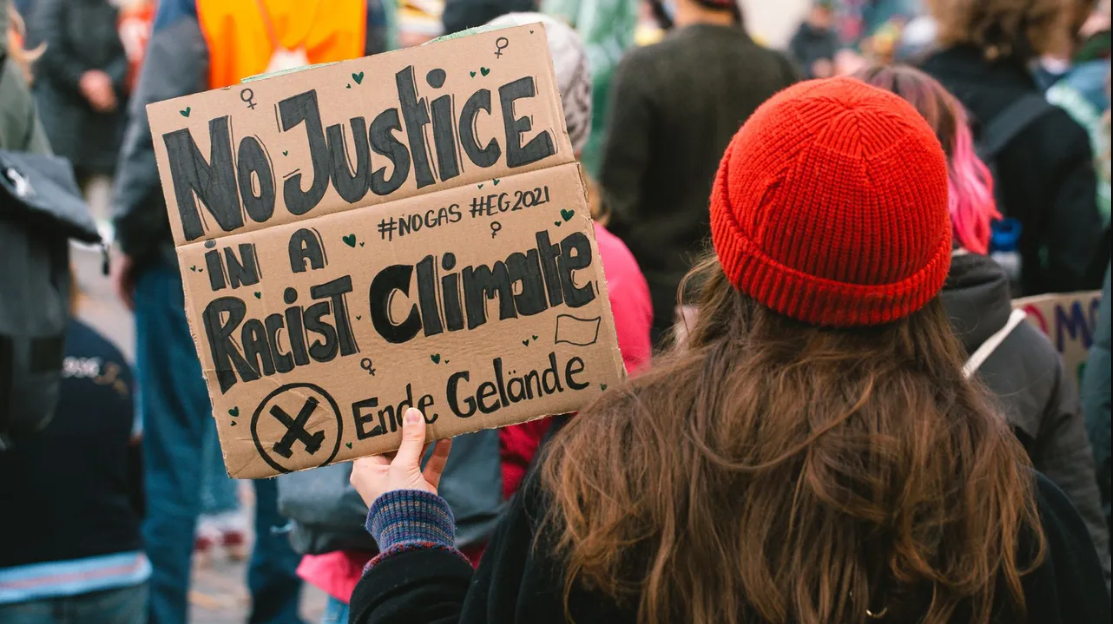 No Justice
#NOGAS #EG2021
in a
Racist Climate
Ende Gelände